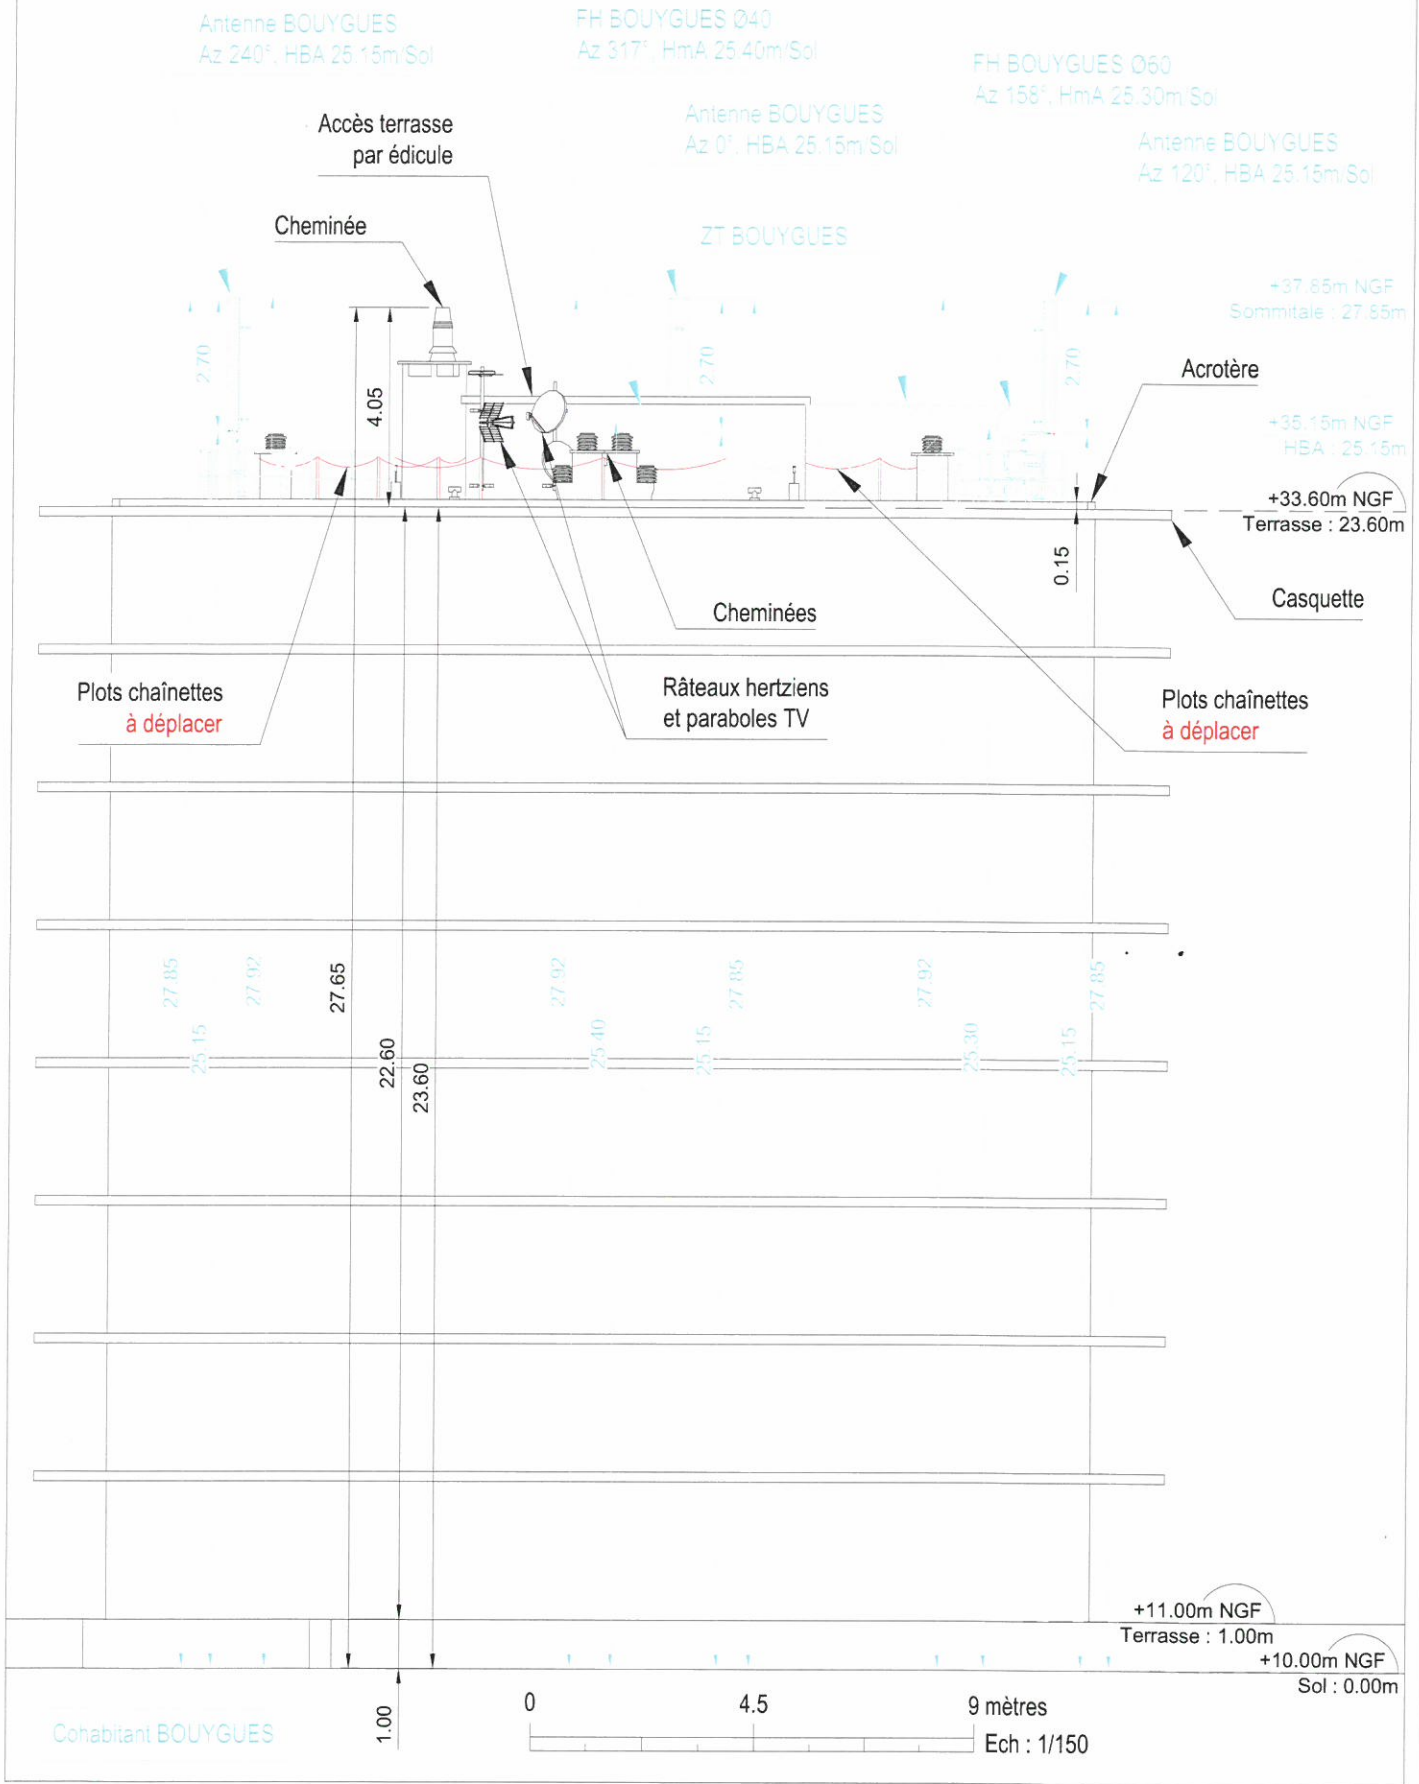 Antenne BOUYGUES
Az 240°, HBA 25.15m/Sol
FH BOUYGUES Ø40
Az 317°, HmA 25.40m/Sol
FH BOUYGUES Ø60
Az 158°, HmA 25.30m/Sol
Antenne BOUYGUES
Az 0°, HBA 25.15m/Sol
Antenne BOUYGUES
Az 120°, HBA 25.15m/Sol
Accès terrasse
par édicule
Cheminée
ZT BOUYGUES
+37.85m NGF
Sommitale : 27.85m
2.70
4.05
2.70
2.70
Acrotère
+35.15m NGF
HBA : 25.15m
+33.60m NGF
Terrasse : 23.60m
0.15
Casquette
Cheminées
Plots chaînettes
à déplacer
Râteaux hertziens
et paraboles TV
Plots chaînettes
à déplacer
27.85
25.15
27.92
27.65
22.60
23.60
27.92
25.40
25.15
27.85
27.92
25.30
25.15
27.85
+11.00m NGF
Terrasse : 1.00m
+10.00m NGF
Sol : 0.00m
Cohabitant BOUYGUES
1.00
0 4.5 9 mètres
Ech : 1/150